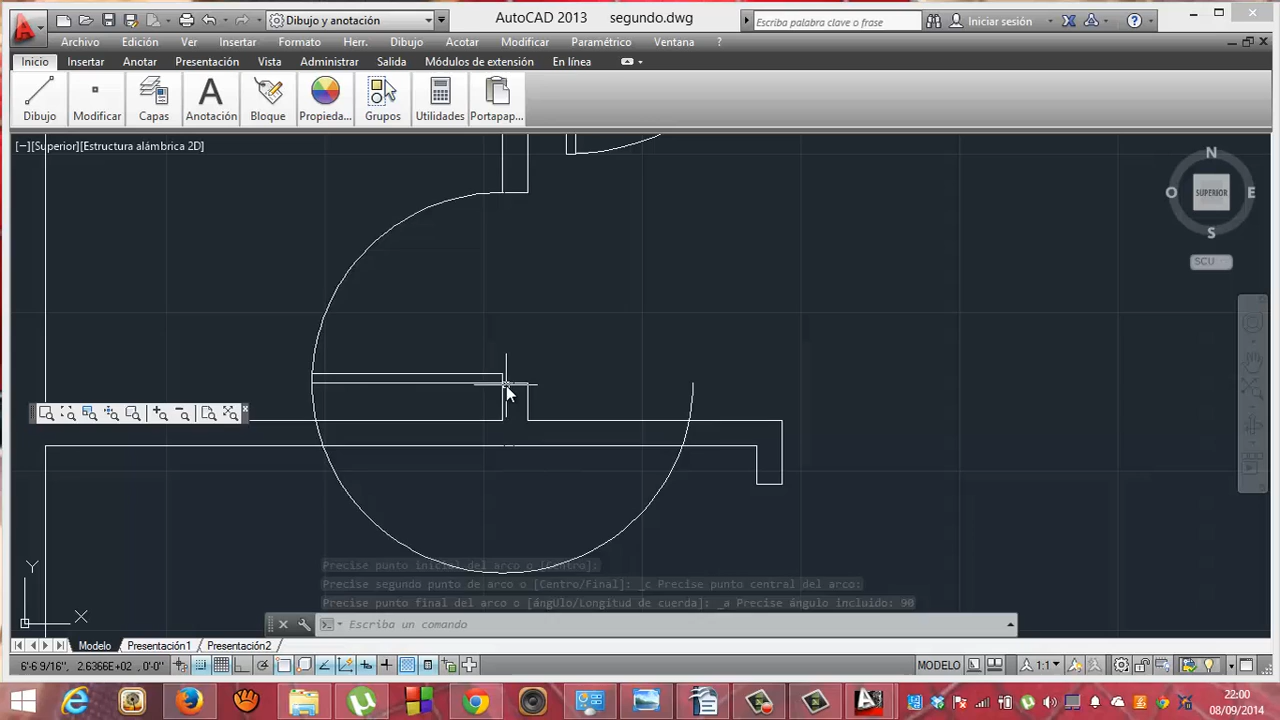 Dibujo y anotación
AutoCAD 2013 segundo.dwg
Escriba palabra clave o frase
Iniciar sesión
Archivo Edición Ver Insertar Formato Herr. Dibujo Acotar Modificar Paramétrico Ventana ?
Inicio Insertar Anotar Presentación Vista Administrar Salida Módulos de extensión En línea
Dibujo Modificar Capas Anotación Bloque Propieda... Grupos Utilidades Portapap...
[−][Superior][Estructura alámbrica 2D]
N
O SUPERIOR E
S
SCU
Precise punto inicial del arco o [Centro]:
Precise segundo punto de arco o [Centro/Final]: _c Precise punto central del arco:
Precise punto final del arco o [ángUlo/Longitud de cuerda]: _a Precise ángulo incluido: 90
Y
X
Escriba un comando
Modelo Presentación1 Presentación2
6'-6 9/16", 2.6366E+02 , 0'-0" MODELO 1:1
22:00
08/09/2014